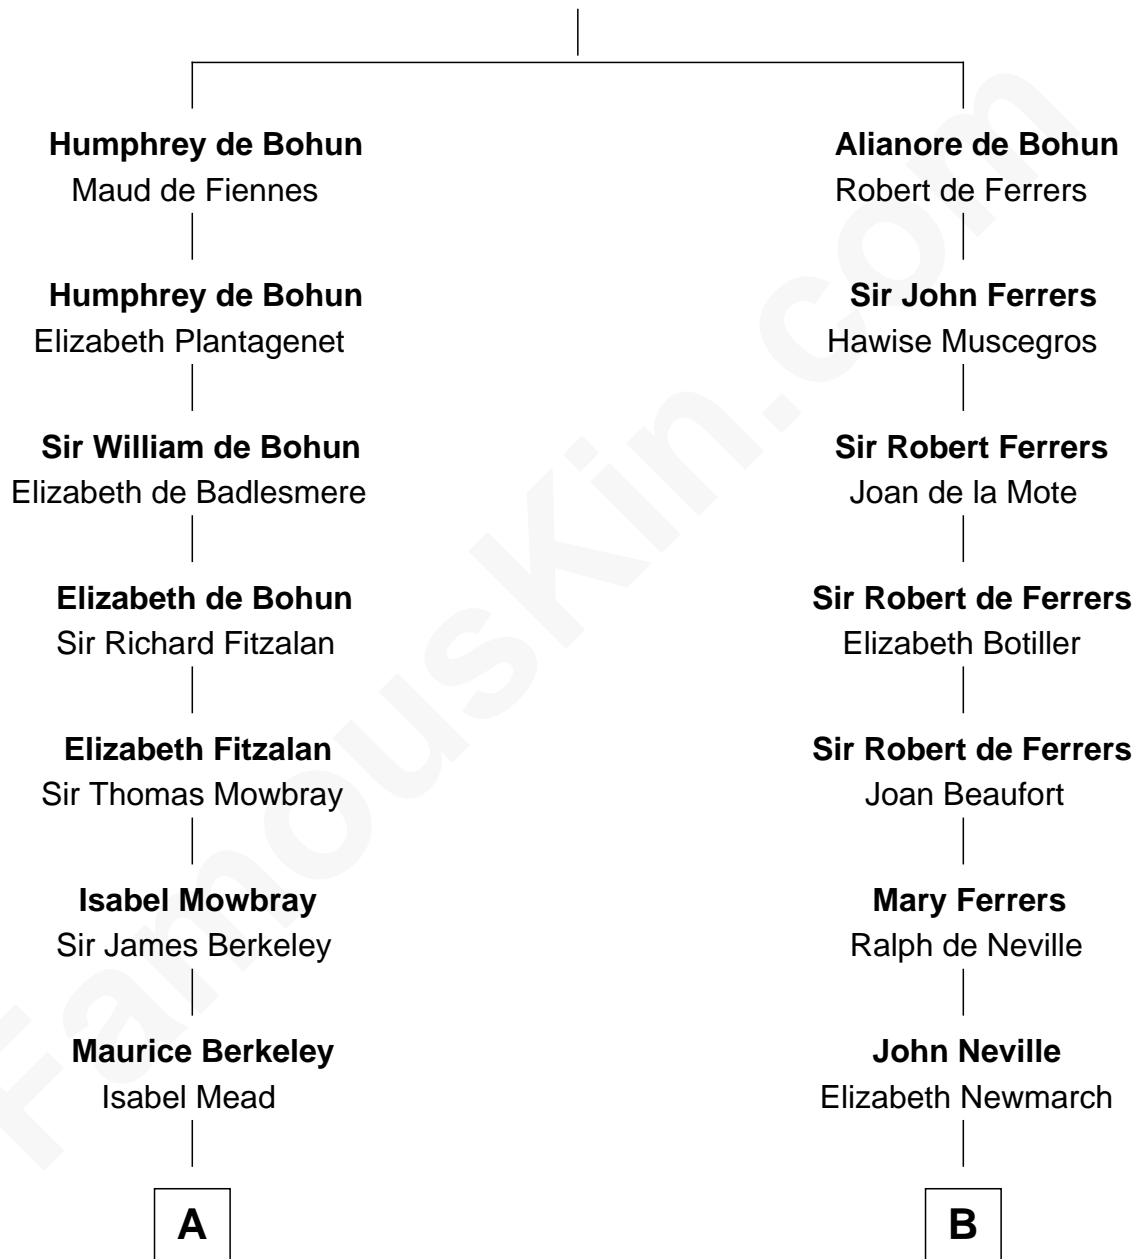 Humphrey de Bohun
Maud de Fiennes
Humphrey de Bohun
Elizabeth Plantagenet
Sir William de Bohun
Elizabeth de Badlesmere
Elizabeth de Bohun
Sir Richard Fitzalan
Elizabeth Fitzalan
Sir Thomas Mowbray
Isabel Mowbray
Sir James Berkeley
Maurice Berkeley
Isabel Mead
A
Alianore de Bohun
Robert de Ferrers
Sir John Ferrers
Hawise Muscegros
Sir Robert Ferrers
Joan de la Mote
Sir Robert de Ferrers
Elizabeth Botiller
Sir Robert de Ferrers
Joan Beaufort
Mary Ferrers
Ralph de Neville
John Neville
Elizabeth Newmarch
B
FamousKin.com